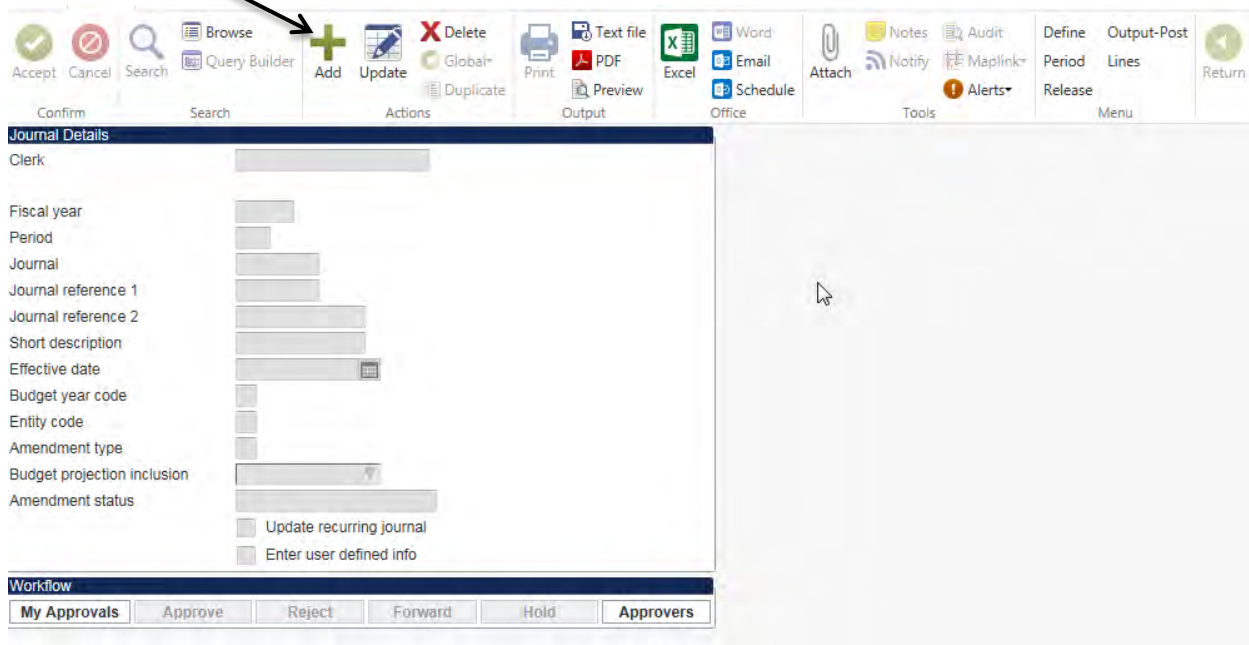 Accept Cancel Search Browse Query Builder Add Update Delete Global Duplicate Print Text file PDF Preview Excel Word Email Schedule Attach Notes Notify Audit Maplink Alerts Define Period Release Output-Post Lines Return
Confirm Search Actions Output Office Tools Menu
Journal Details
Clerk
Fiscal year
Period
Journal
Journal reference 1
Journal reference 2
Short description
Effective date
Budget year code
Entity code
Amendment type
Budget projection inclusion
Amendment status
Update recurring journal
Enter user defined info
Workflow
My Approvals Approve Reject Forward Hold Approvers